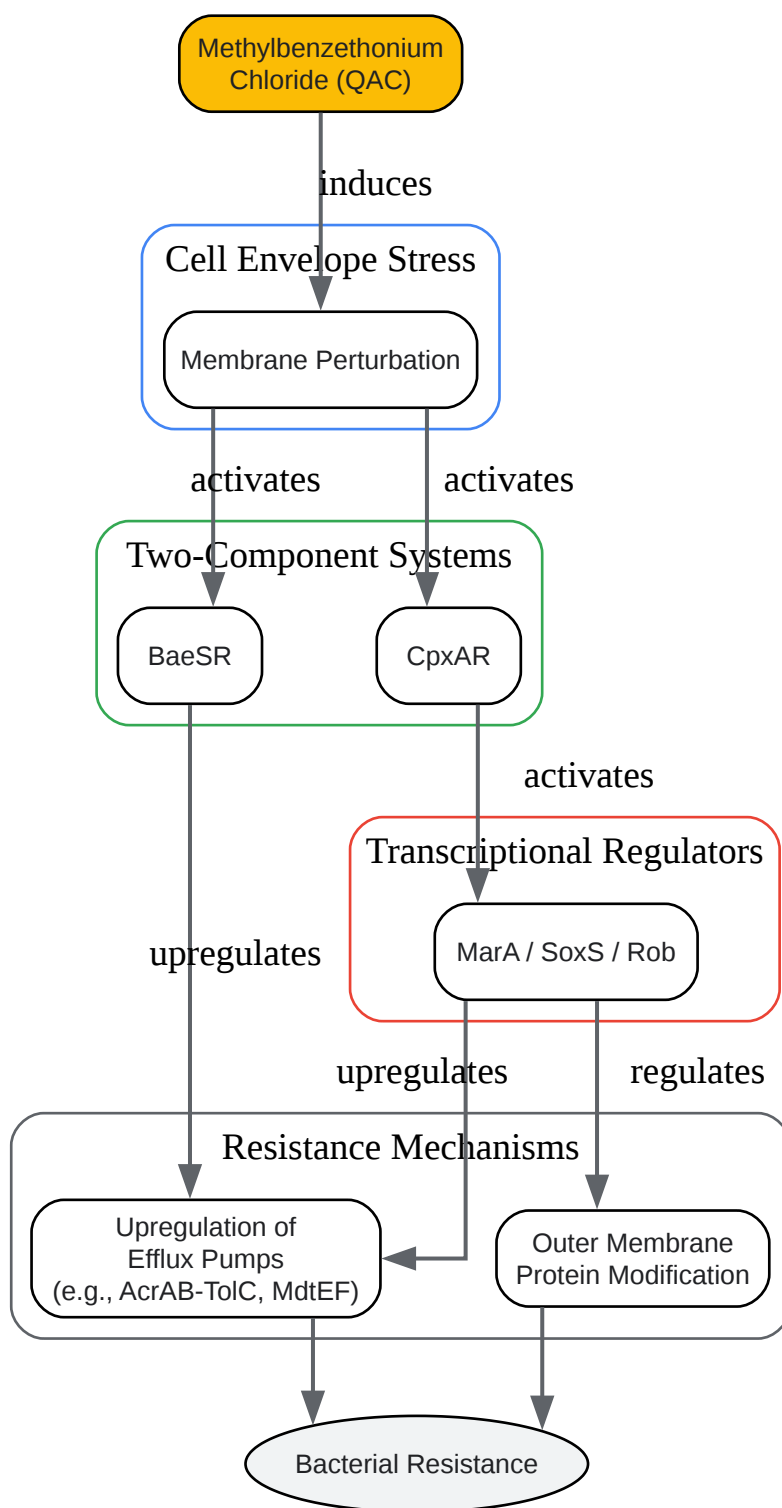 Methylbenzethonium
Chloride (QAC)
induces
Cell Envelope Stress
Membrane Perturbation
activates
activates
Two-Component Systems
BaeSR
CpxAR
activates
Transcriptional Regulators
MarA / SoxS / Rob
upregulates
upregulates
regulates
Resistance Mechanisms
Upregulation of
Efflux Pumps
(e.g., AcrAB-TolC, MdtEF)
Outer Membrane
Protein Modification
Bacterial Resistance